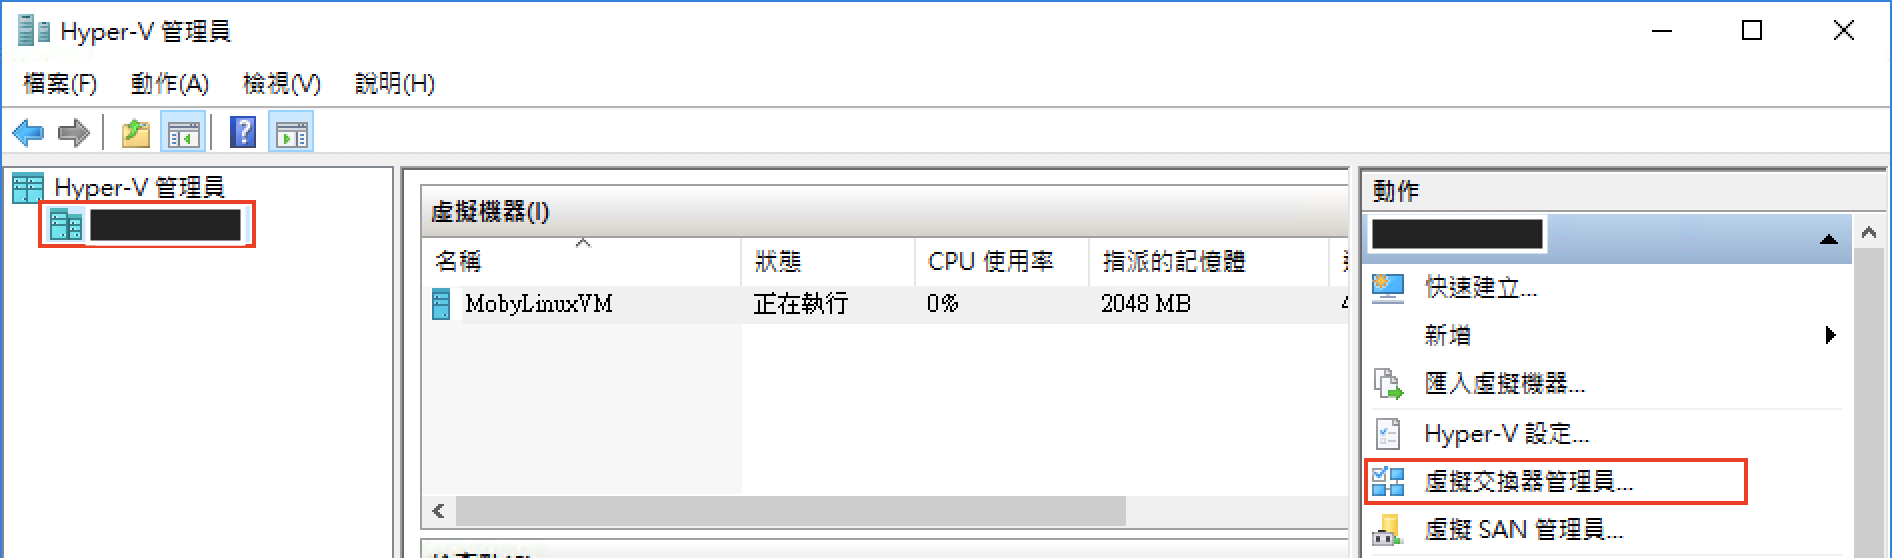 Hyper-V 管理員
檔案(F) 動作(A) 檢視(V) 說明(H)
Hyper-V 管理員
虛擬機器(I)
名稱 狀態 CPU 使用率 指派的記憶體
MobyLinuxVM 正在執行 0% 2048 MB
動作
快速建立...
新增
匯入虛擬機器...
Hyper-V 設定...
虛擬交換器管理員...
虛擬 SAN 管理員...